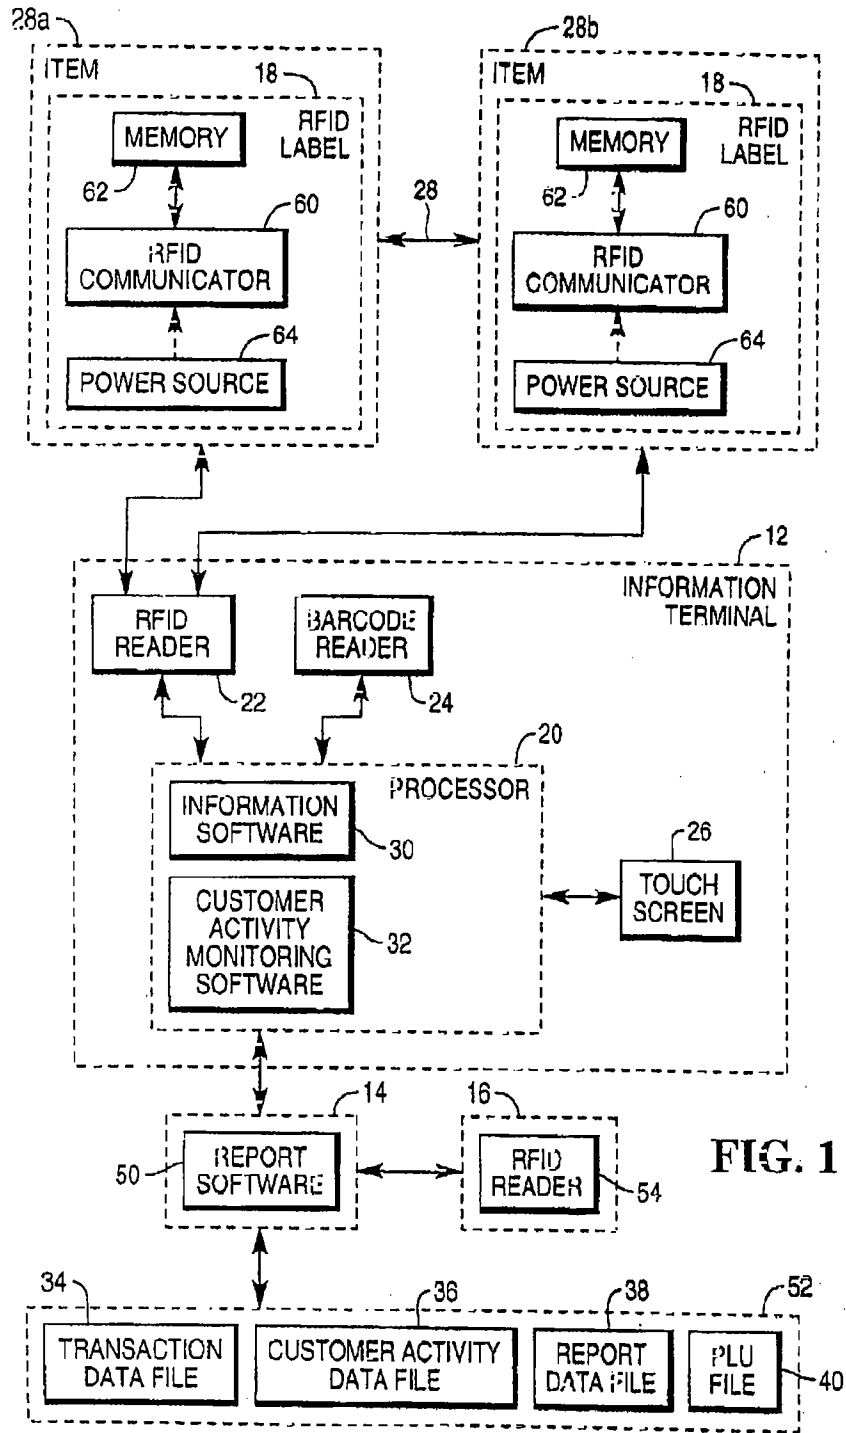 28a
ITEM
18
RFID
LABEL
MEMORY
62
60
RFID
COMMUNICATOR
64
POWER SOURCE
28
28b
ITEM
18
RFID
LABEL
MEMORY
62
60
RFID
COMMUNICATOR
64
POWER SOURCE
12
INFORMATION
TERMINAL
RFID
READER
22
BARCODE
READER
24
20
PROCESSOR
INFORMATION
SOFTWARE
30
CUSTOMER
ACTIVITY
MONITORING
SOFTWARE
32
26
TOUCH
SCREEN
14
50
REPORT
SOFTWARE
16
RFID
READER
54
FIG. 1
34
TRANSACTION
DATA FILE
36
CUSTOMER ACTIVITY
DATA FILE
38
REPORT
DATA FILE
52
PLU
FILE
40